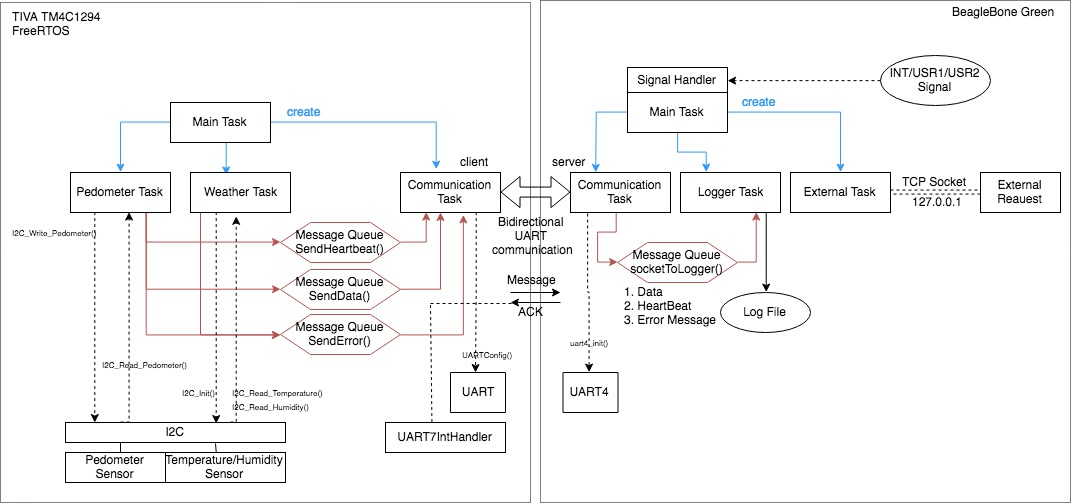 TIVA TM4C1294
FreeRTOS
BeagleBone Green
Signal Handler
INT/USR1/USR2
Signal
Main Task
create
Main Task
create
client
server
Pedometer Task
Weather Task
Communication
Task
Communication
Task
Logger Task
External Task
TCP Socket
127.0.0.1
External
Reauest
I2C_Write_Pedometer()
Message Queue
SendHeartbeat()
Bidirectional
UART
communication
Message Queue
socketToLogger()
Message Queue
SendData()
Message
ACK
1. Data
2. HeartBeat
3. Error Message
Log File
Message Queue
SendError()
UARTConfig()
uart4_init()
I2C_Read_Pedometer()
I2C_Init()
I2C_Read_Temperature()
I2C_Read_Humidity()
UART
UART4
I2C
UART7IntHandler
Pedometer
Sensor
Temperature/Humidity
Sensor